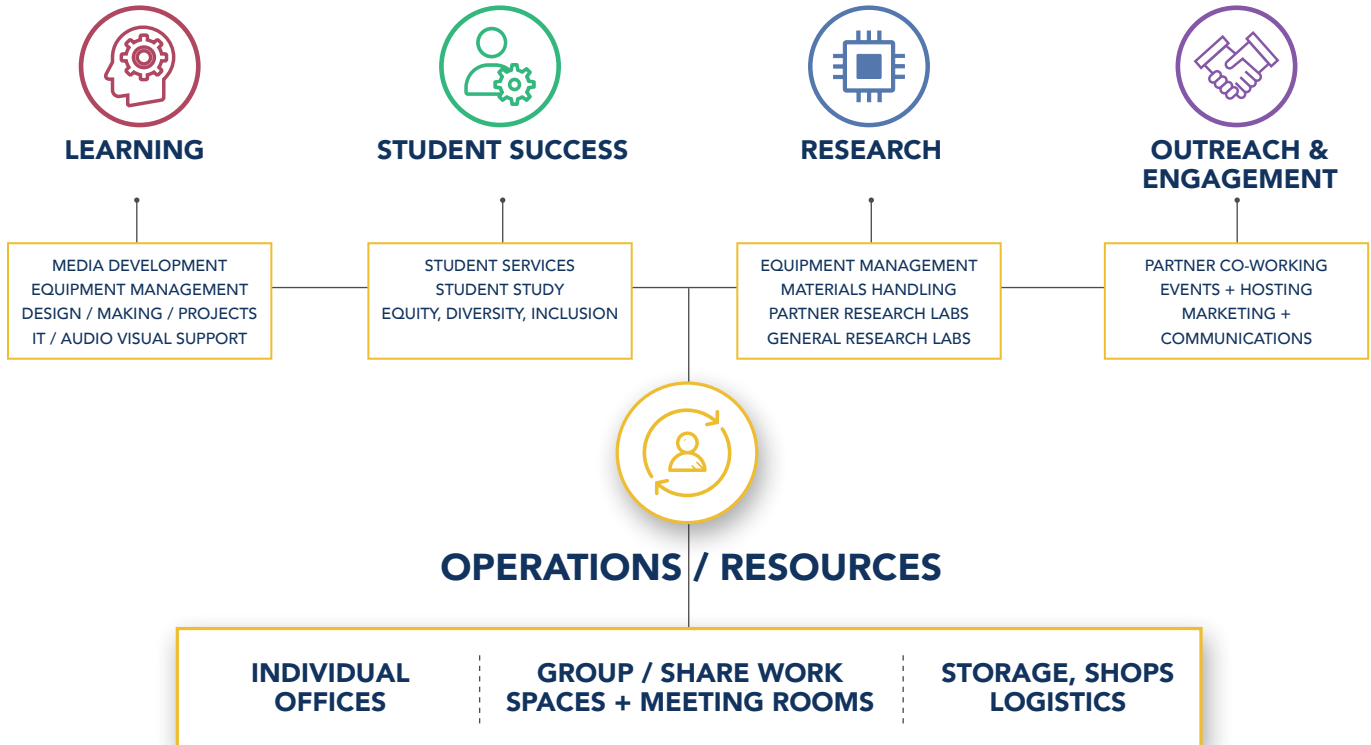 LEARNING
MEDIA DEVELOPMENT
EQUIPMENT MANAGEMENT
DESIGN / MAKING / PROJECTS
IT / AUDIO VISUAL SUPPORT
STUDENT SUCCESS
STUDENT SERVICES
STUDENT STUDY
EQUITY, DIVERSITY, INCLUSION
RESEARCH
EQUIPMENT MANAGEMENT
MATERIALS HANDLING
PARTNER RESEARCH LABS
GENERAL RESEARCH LABS
OUTREACH &
ENGAGEMENT
PARTNER CO-WORKING
EVENTS + HOSTING
MARKETING +
COMMUNICATIONS
OPERATIONS / RESOURCES
INDIVIDUAL
OFFICES
GROUP / SHARE WORK
SPACES + MEETING ROOMS
STORAGE, SHOPS
LOGISTICS